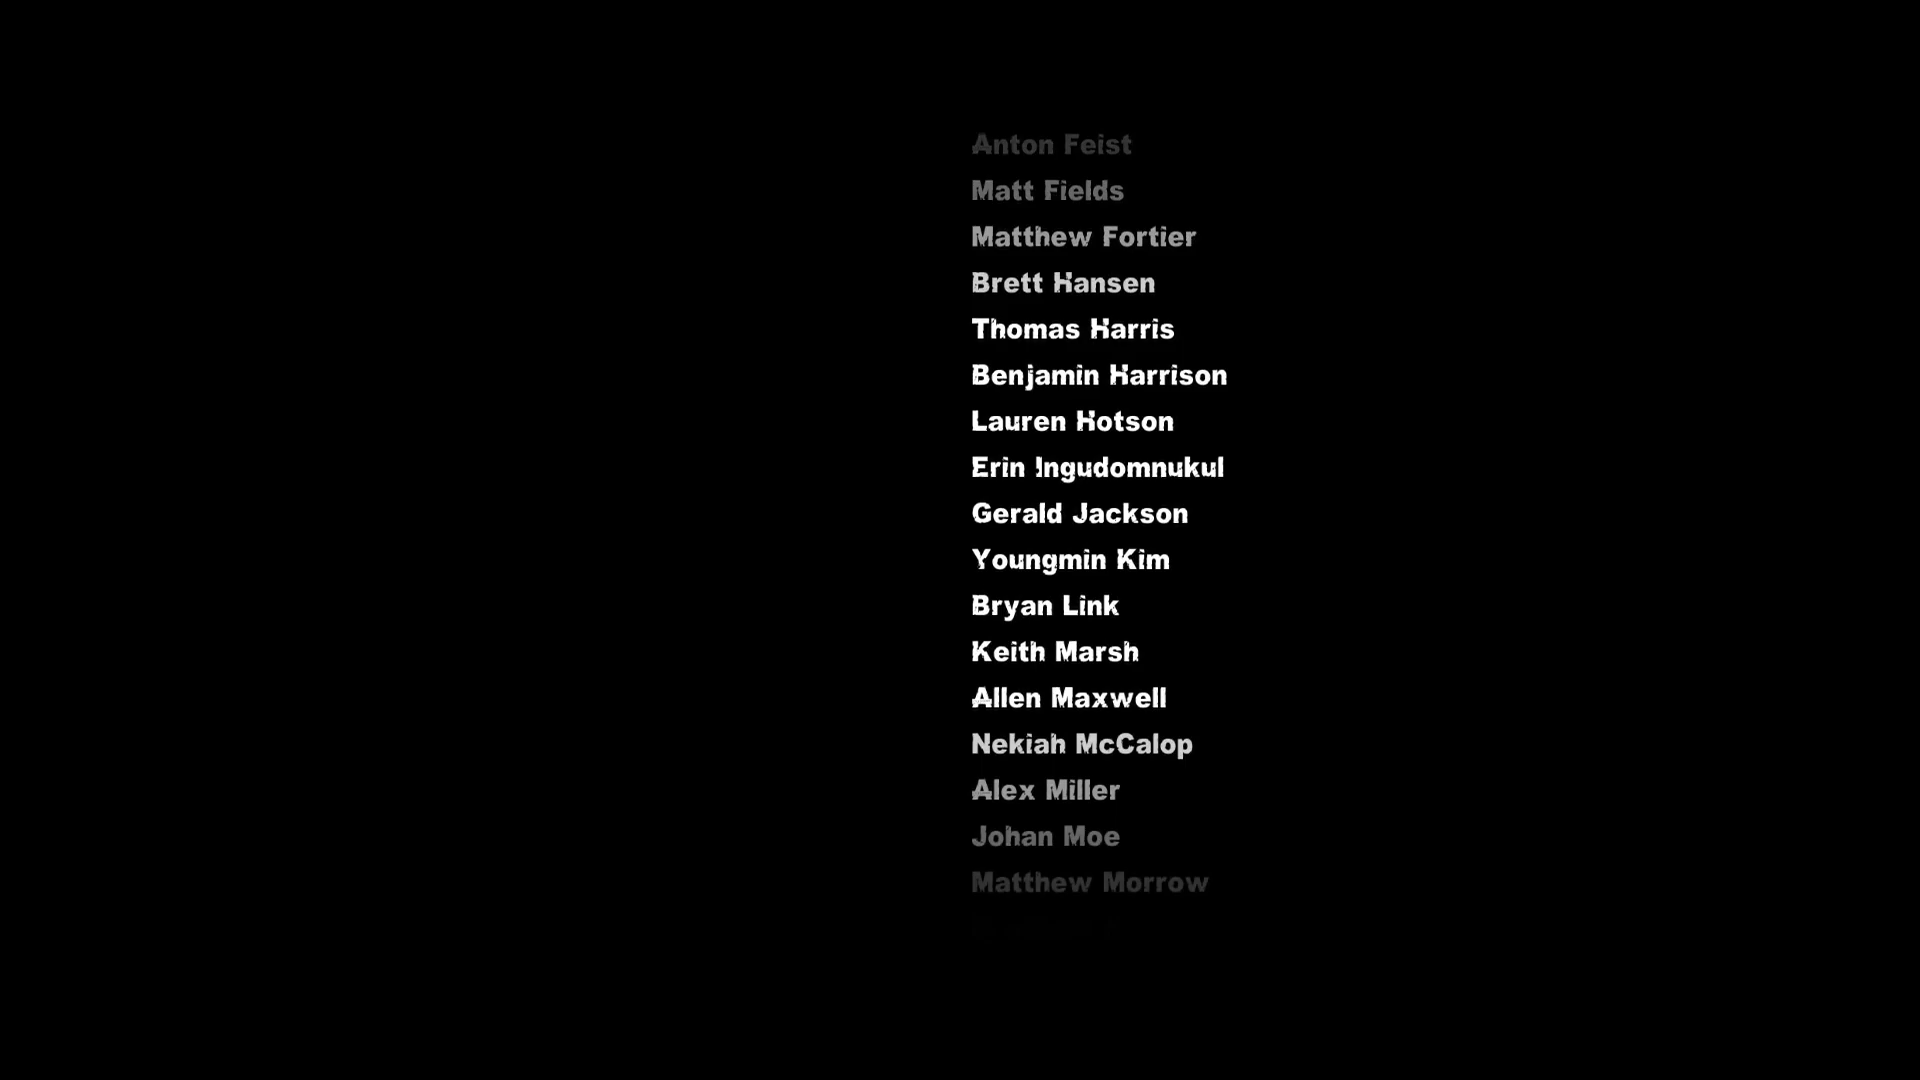 Anton Feist
Matt Fields
Matthew Fortier
Brett Hansen
Thomas Harris
Benjamin Harrison
Lauren Hotson
Erin Ingudomnukul
Gerald Jackson
Youngmin Kim
Bryan Link
Keith Marsh
Allen Maxwell
Nekiah McCalop
Alex Miller
Johan Moe
Matthew Morrow